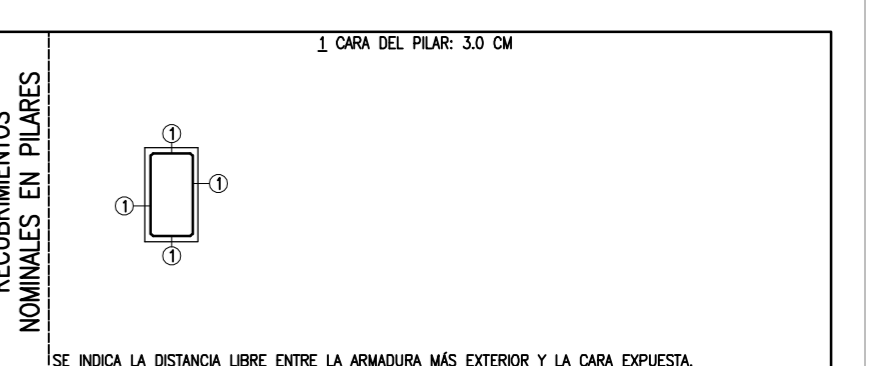 RECUBRIMIENTOS
NOMINALES EN PILARES
1 CARA DEL PILAR: 3.0 CM
1
1
1
1
SE INDICA LA DISTANCIA LIBRE ENTRE LA ARMADURA MÁS EXTERIOR Y LA CARA EXPUESTA.